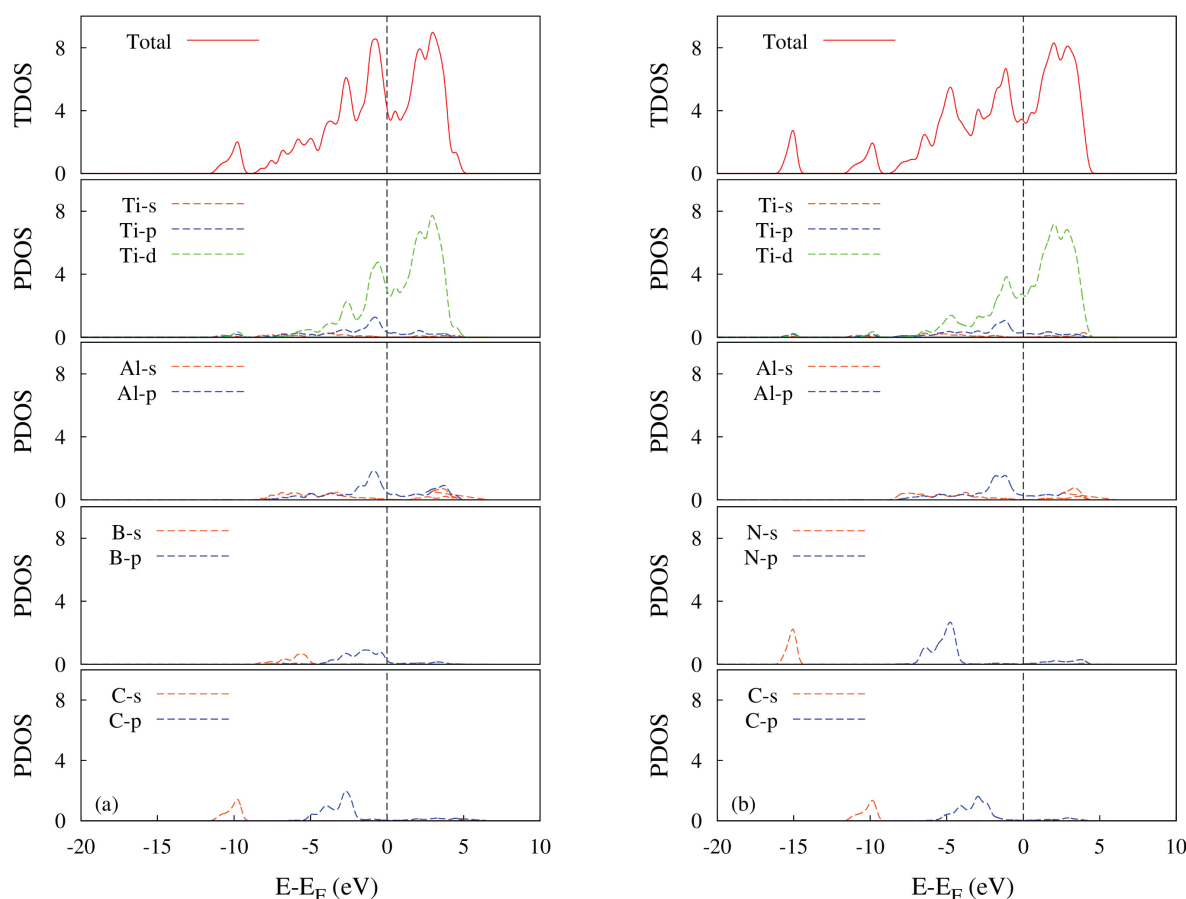 Total
TDOS
8
4
0
Ti-s
Ti-p
Ti-d
PDOS
8
4
0
Al-s
Al-p
PDOS
8
4
0
B-s
B-p
PDOS
8
4
0
C-s
C-p
PDOS
8
4
0
(a)
-20 -15 -10 -5 0 5 10
E-E_F (eV)
Total
TDOS
8
4
0
Ti-s
Ti-p
Ti-d
PDOS
8
4
0
Al-s
Al-p
PDOS
8
4
0
N-s
N-p
PDOS
8
4
0
C-s
C-p
PDOS
8
4
0
(b)
-20 -15 -10 -5 0 5 10
E-E_F (eV)